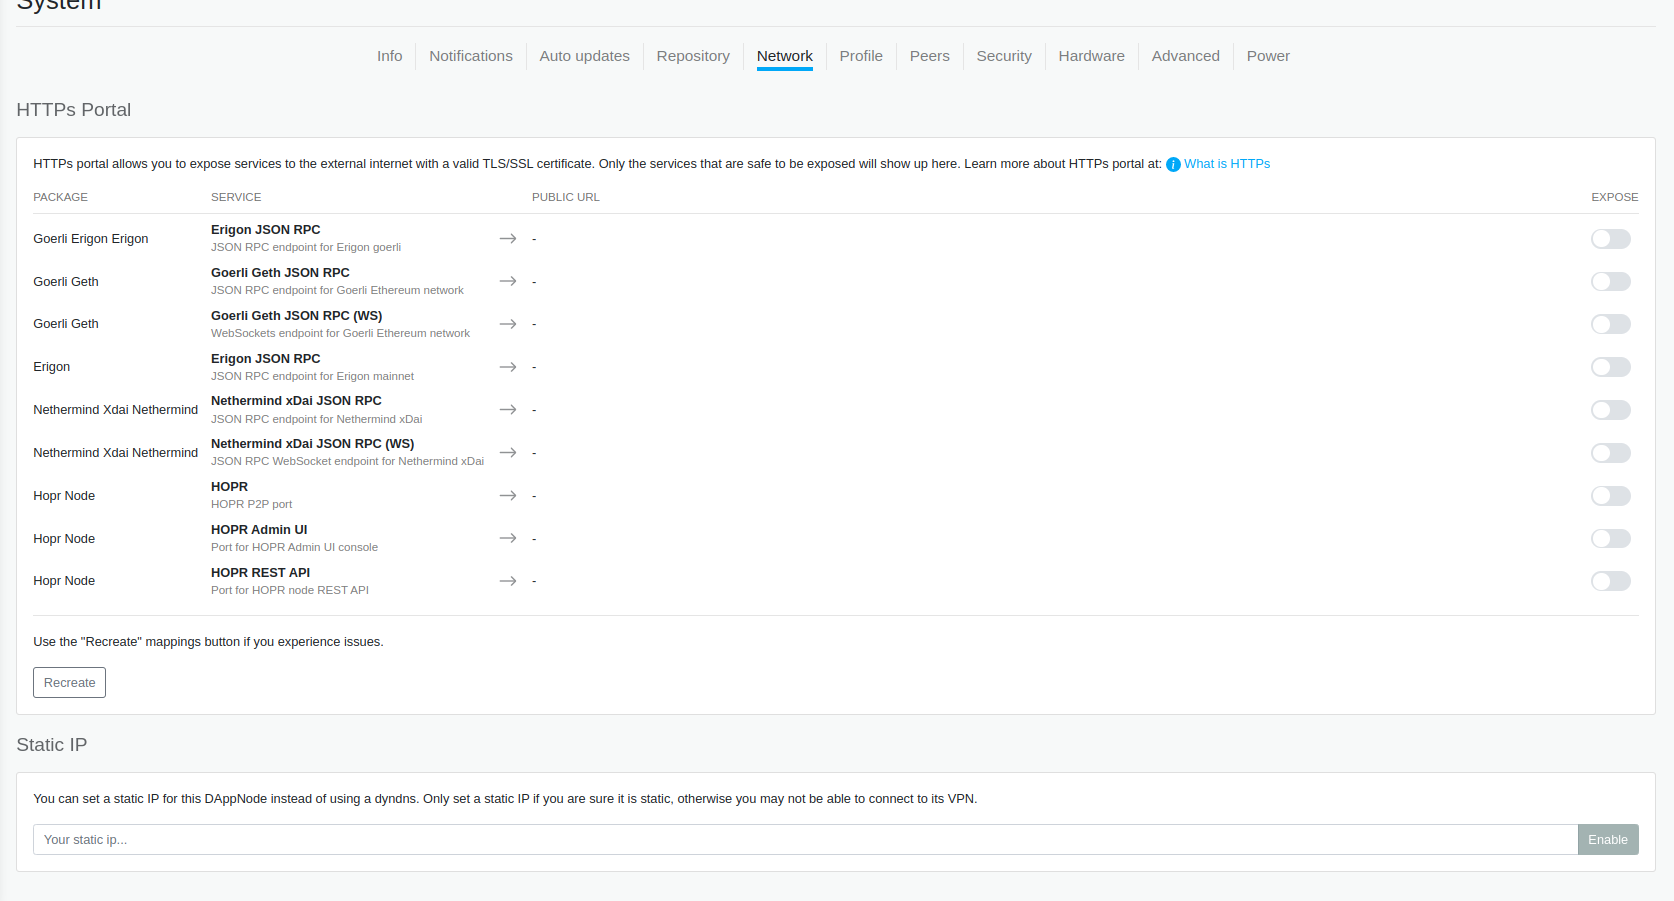 System
Info Notifications Auto updates Repository Network Profile Peers Security Hardware Advanced Power
HTTPs Portal
HTTPs portal allows you to expose services to the external internet with a valid TLS/SSL certificate. Only the services that are safe to be exposed will show up here. Learn more about HTTPs portal at: i What is HTTPs
PACKAGE SERVICE PUBLIC URL EXPOSE
Goerli Erigon Erigon Erigon JSON RPC → -
JSON RPC endpoint for Erigon goerli
Goerli Geth Goerli Geth JSON RPC → -
JSON RPC endpoint for Goerli Ethereum network
Goerli Geth Goerli Geth JSON RPC (WS) → -
WebSockets endpoint for Goerli Ethereum network
Erigon Erigon JSON RPC → -
JSON RPC endpoint for Erigon mainnet
Nethermind Xdai Nethermind Nethermind xDai JSON RPC → -
JSON RPC endpoint for Nethermind xDai
Nethermind Xdai Nethermind Nethermind xDai JSON RPC (WS) → -
JSON RPC WebSocket endpoint for Nethermind xDai
Hopr Node HOPR → -
HOPR P2P port
Hopr Node HOPR Admin UI → -
Port for HOPR Admin UI console
Hopr Node HOPR REST API → -
Port for HOPR node REST API
Use the "Recreate" mappings button if you experience issues.
Recreate
Static IP
You can set a static IP for this DAppNode instead of using a dyndns. Only set a static IP if you are sure it is static, otherwise you may not be able to connect to its VPN.
Your static ip... Enable